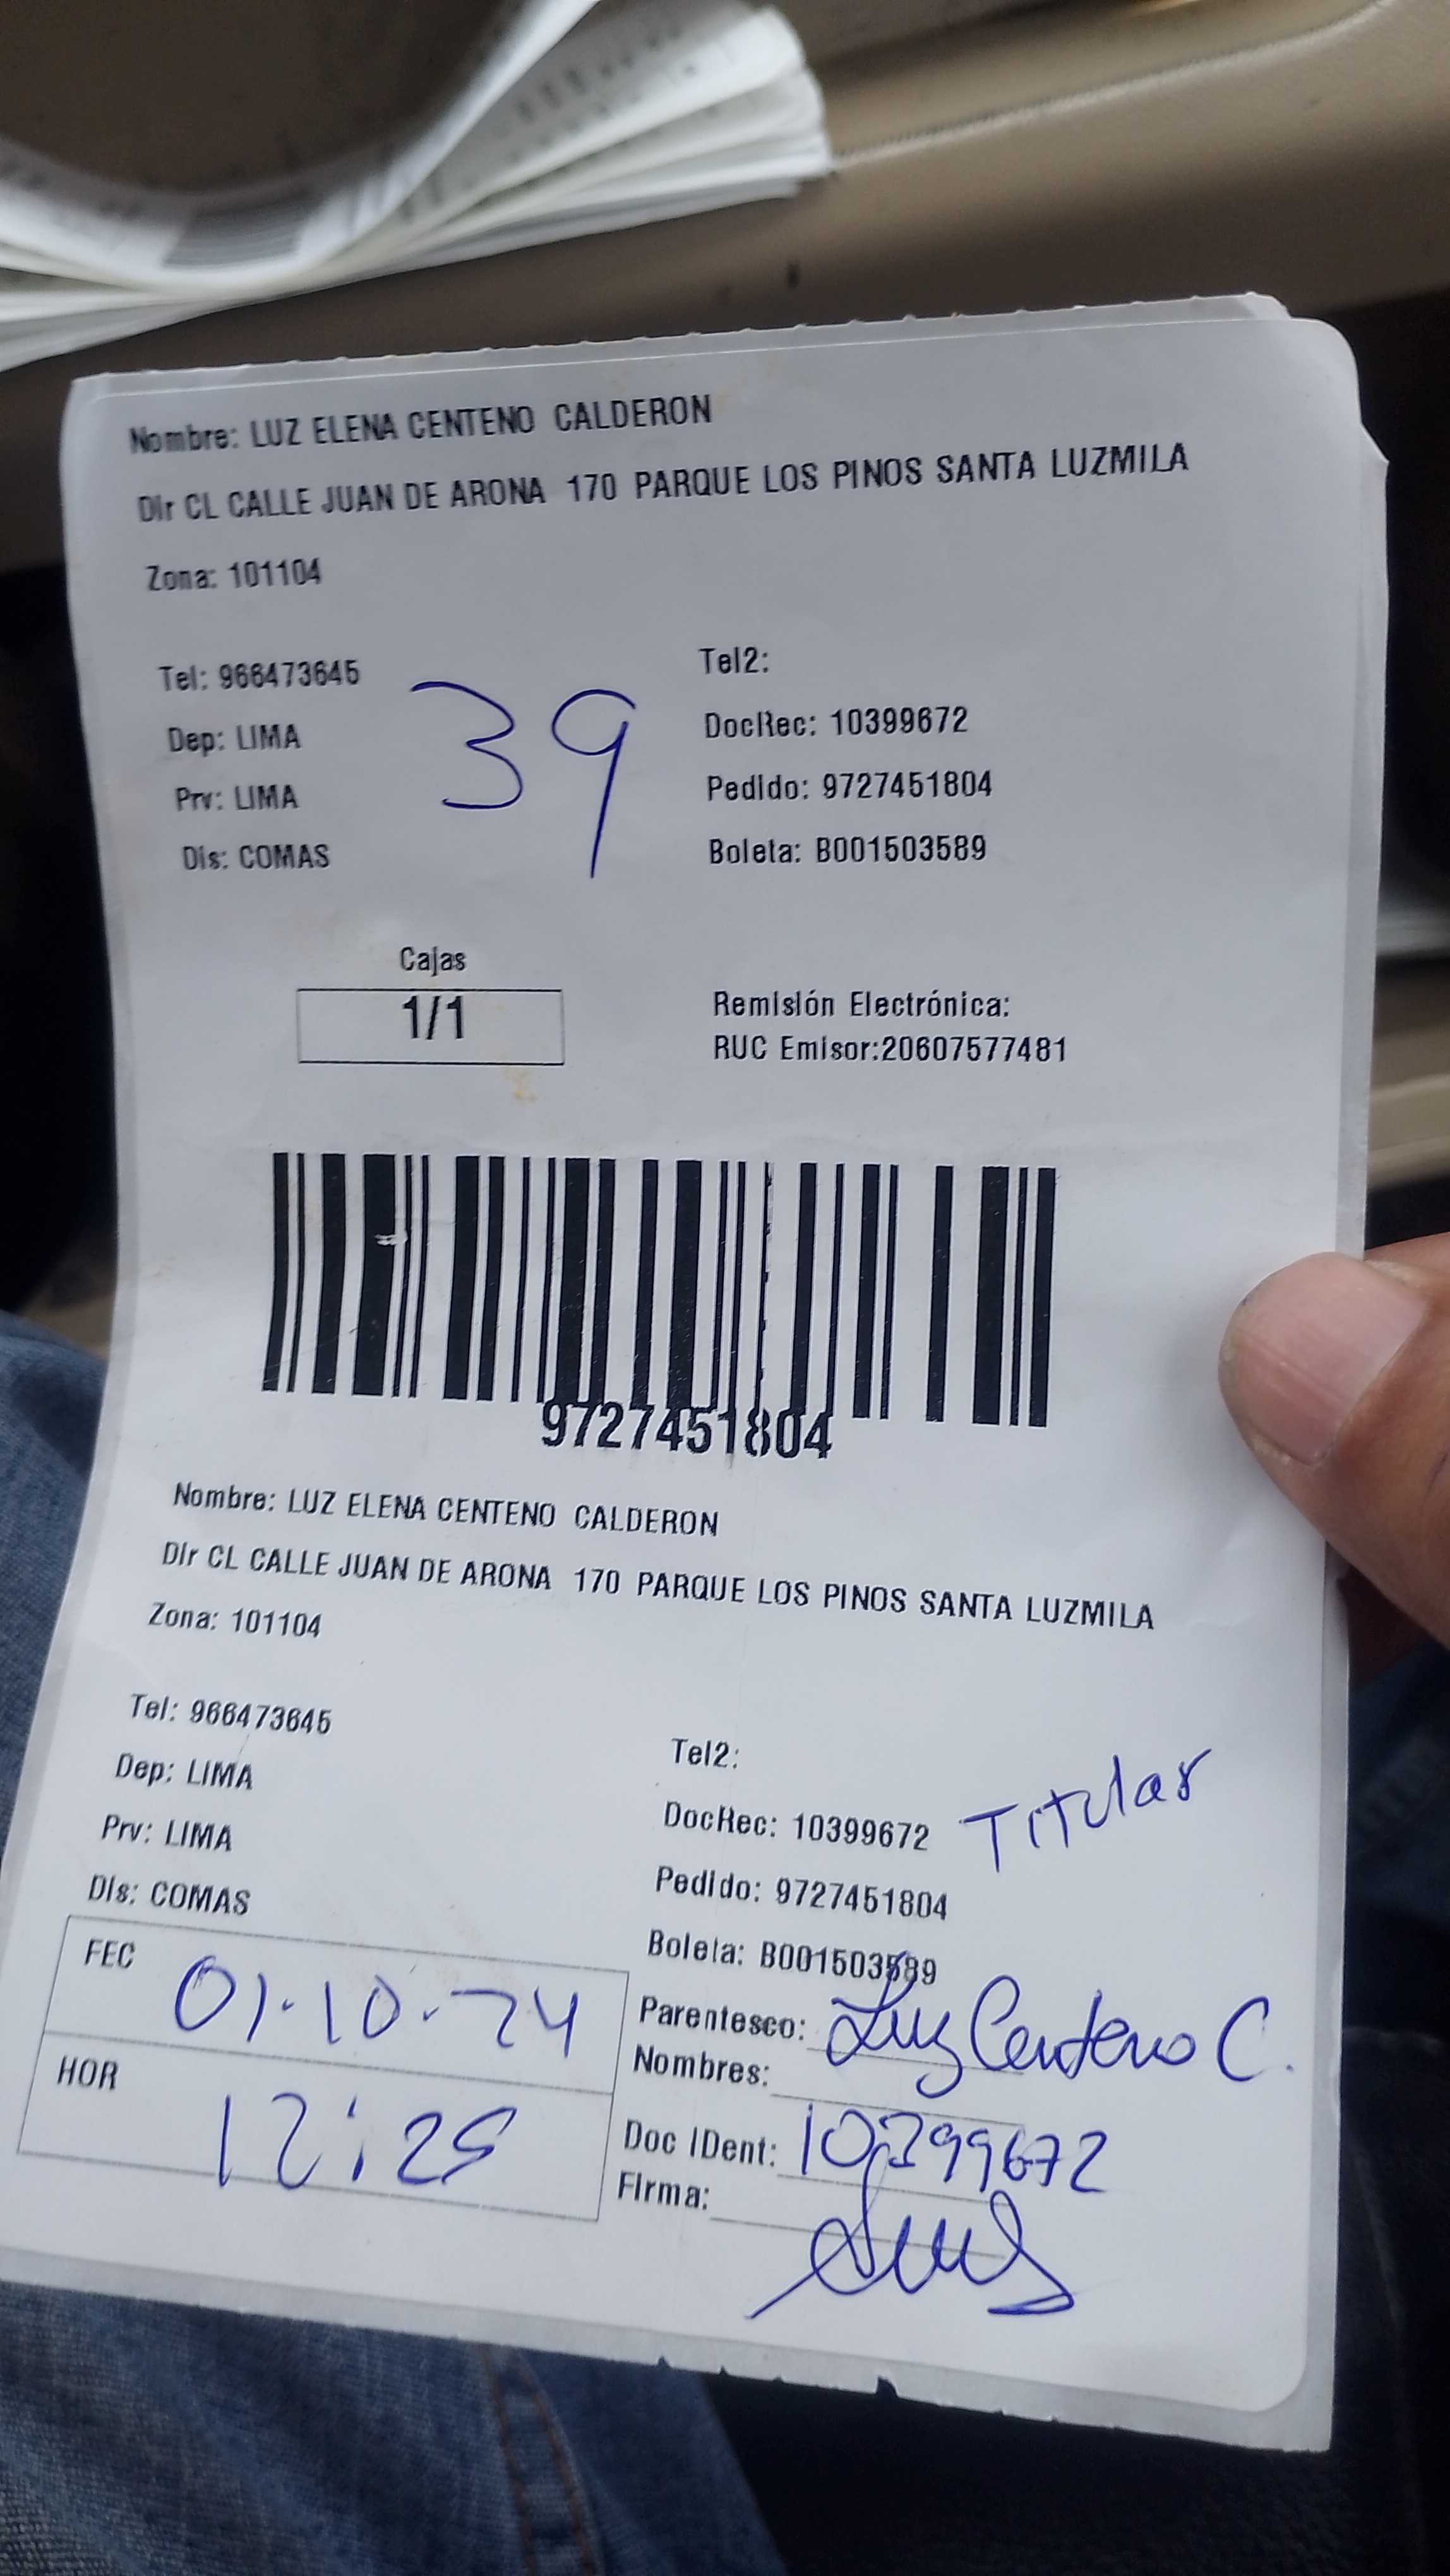 Nombre: LUZ ELENA CENTENO CALDERON
Dir CL CALLE JUAN DE ARONA 170 PARQUE LOS PINOS SANTA LUZMILA
Zona: 101104
Tel: 966473645
Tel2:
Dep: LIMA
DocRec: 10399672
Prv: LIMA
Pedido: 9727451804
Dis: COMAS
Boleta: B001503589
39
Cajas
1/1
Remisión Electrónica:
RUC Emisor:20607577481
9727451804
Nombre: LUZ ELENA CENTENO CALDERON
Dir CL CALLE JUAN DE ARONA 170 PARQUE LOS PINOS SANTA LUZMILA
Zona: 101104
Tel: 966473645
Tel2:
Dep: LIMA
DocRec: 10399672 Titular
Prv: LIMA
Pedido: 9727451804
Dis: COMAS
Boleta: B001503589
FEC 01.10.24
Parentesco: Luz Centeno C.
Nombres:
HOR 12:25
Doc IDent: 10399672
Firma: Luz